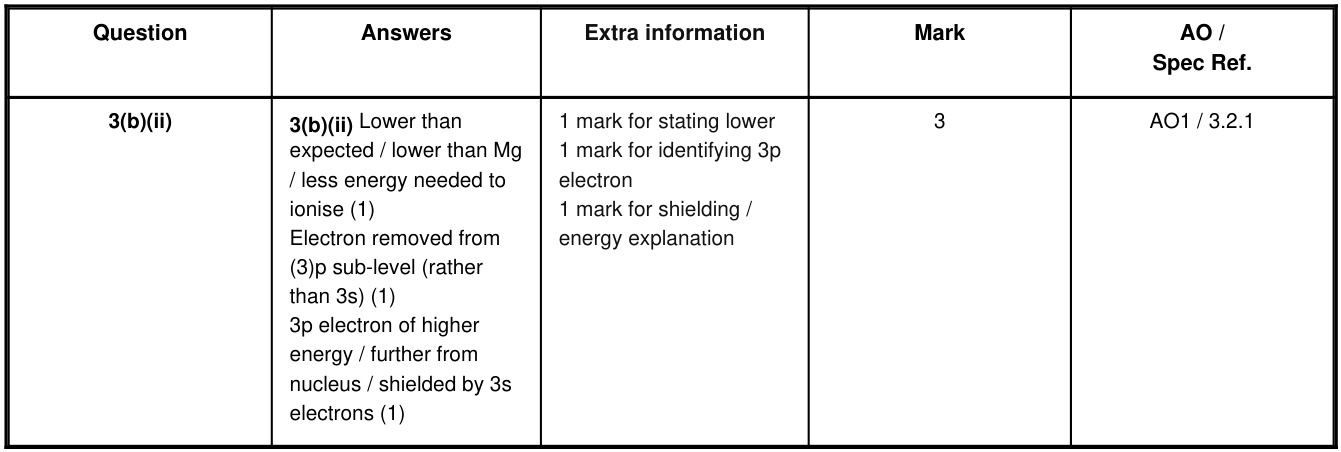 Question
Answers
Extra information
Mark
AO /
Spec Ref.
3(b)(ii)
3(b)(ii) Lower than
expected / lower than Mg
/ less energy needed to
ionise (1)
Electron removed from
(3)p sub-level (rather
than 3s) (1)
3p electron of higher
energy / further from
nucleus / shielded by 3s
electrons (1)
1 mark for stating lower
1 mark for identifying 3p
electron
1 mark for shielding /
energy explanation
3
AO1 / 3.2.1